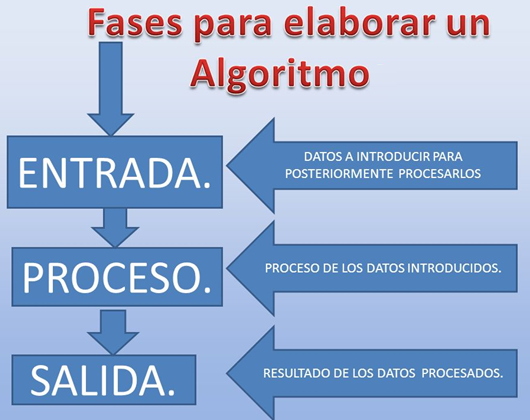 Fases para elaborar un
Algoritmo
ENTRADA.
DATOS A INTRODUCIR PARA
POSTERIORMENTE PROCESARLOS
PROCESO.
PROCESO DE LOS DATOS INTRODUCIDOS.
SALIDA.
RESULTADO DE LOS DATOS PROCESADOS.